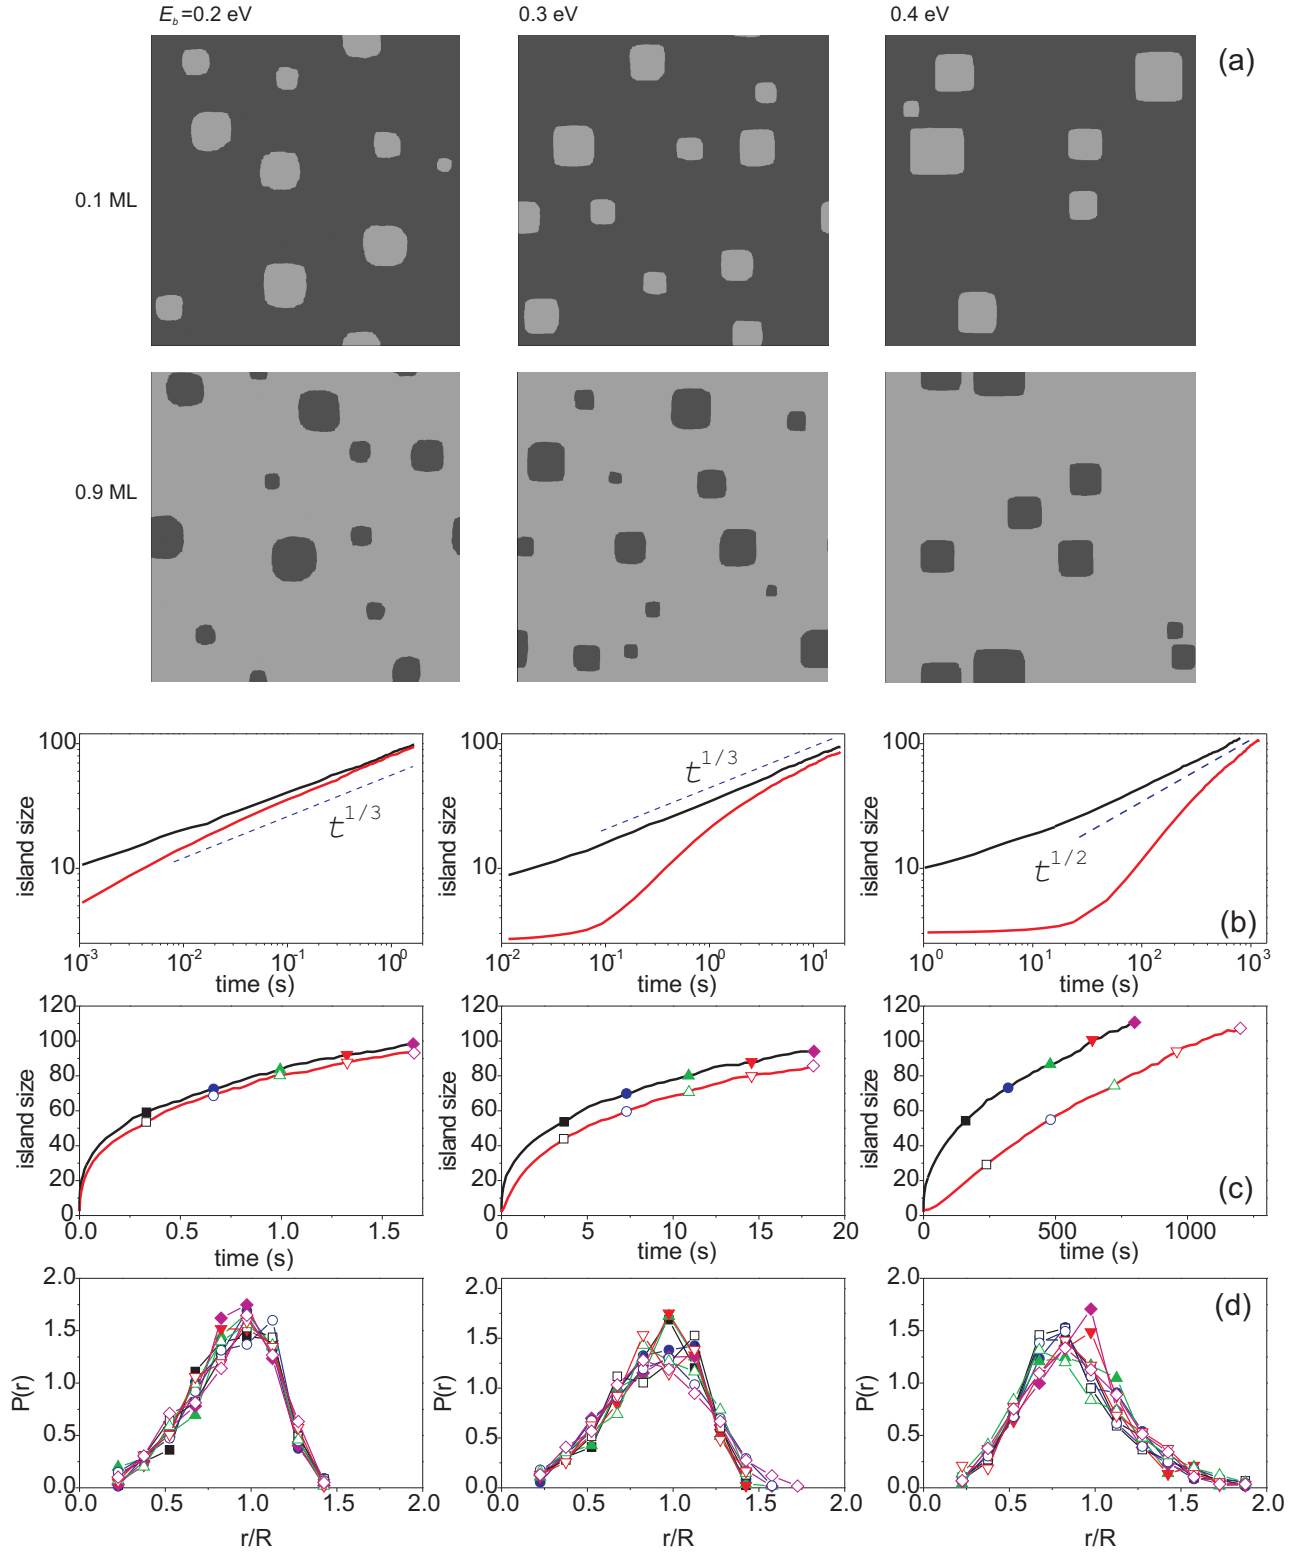 E_b=0.2 eV 0.3 eV 0.4 eV
(a)
0.1 ML
0.9 ML
100 100 100
10 10 10
island size island size island size
t^1/3 t^1/3 t^1/2
(b)
10^-3 10^-2 10^-1 10^0 10^-2 10^-1 10^0 10^1 10^0 10^1 10^2 10^3
time (s) time (s) time (s)
120 120 120
100 100 100
80 80 80
60 60 60
40 40 40
20 20 20
0 0 0
island size island size island size
(c)
0.0 0.5 1.0 1.5 0 5 10 15 20 0 500 1000
time (s) time (s) time (s)
2.0 2.0 2.0
1.5 1.5 1.5
1.0 1.0 1.0
0.5 0.5 0.5
0.0 0.0 0.0
P(r) P(r) P(r)
(d)
0.0 0.5 1.0 1.5 2.0 0.0 0.5 1.0 1.5 2.0 0.0 0.5 1.0 1.5 2.0
r/R r/R r/R